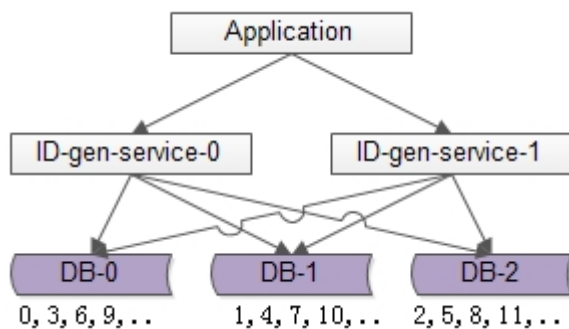 Application
ID-gen-service-0 ID-gen-service-1
DB-0 DB-1 DB-2
0, 3, 6, 9, .. 1, 4, 7, 10, .. 2, 5, 8, 11, ..